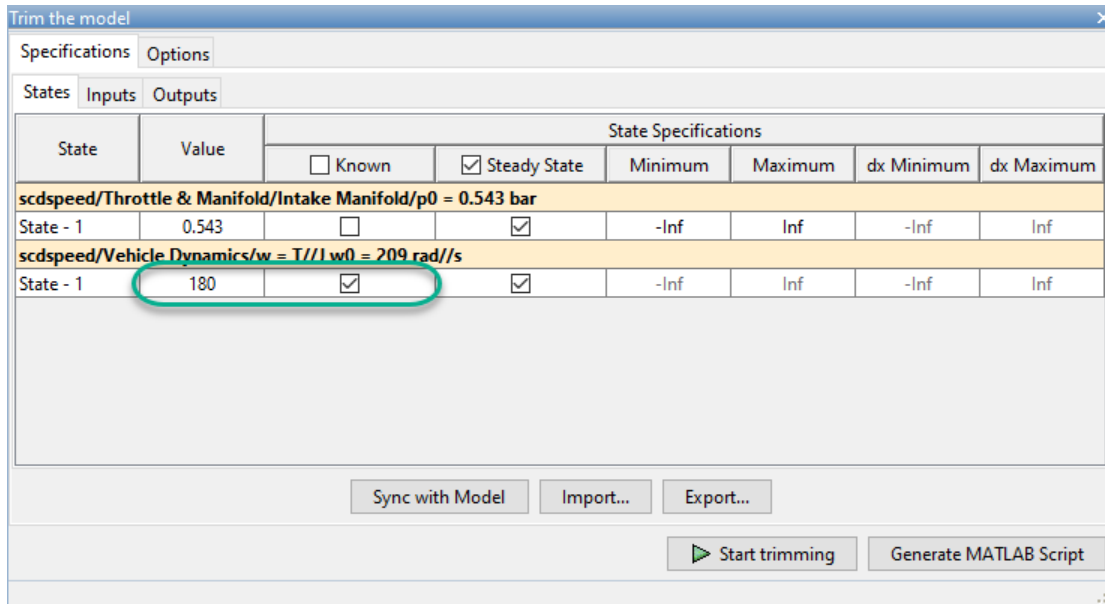 Trim the model
Specifications Options
States Inputs Outputs
State Value State Specifications
Known Steady State Minimum Maximum dx Minimum dx Maximum
scdspeed/Throttle & Manifold/Intake Manifold/p0 = 0.543 bar
State - 1 0.543 -Inf Inf -Inf Inf
scdspeed/Vehicle Dynamics/w = T//J w0 = 209 rad//s
State - 1 180 -Inf Inf -Inf Inf
Sync with Model Import... Export...
Start trimming Generate MATLAB Script